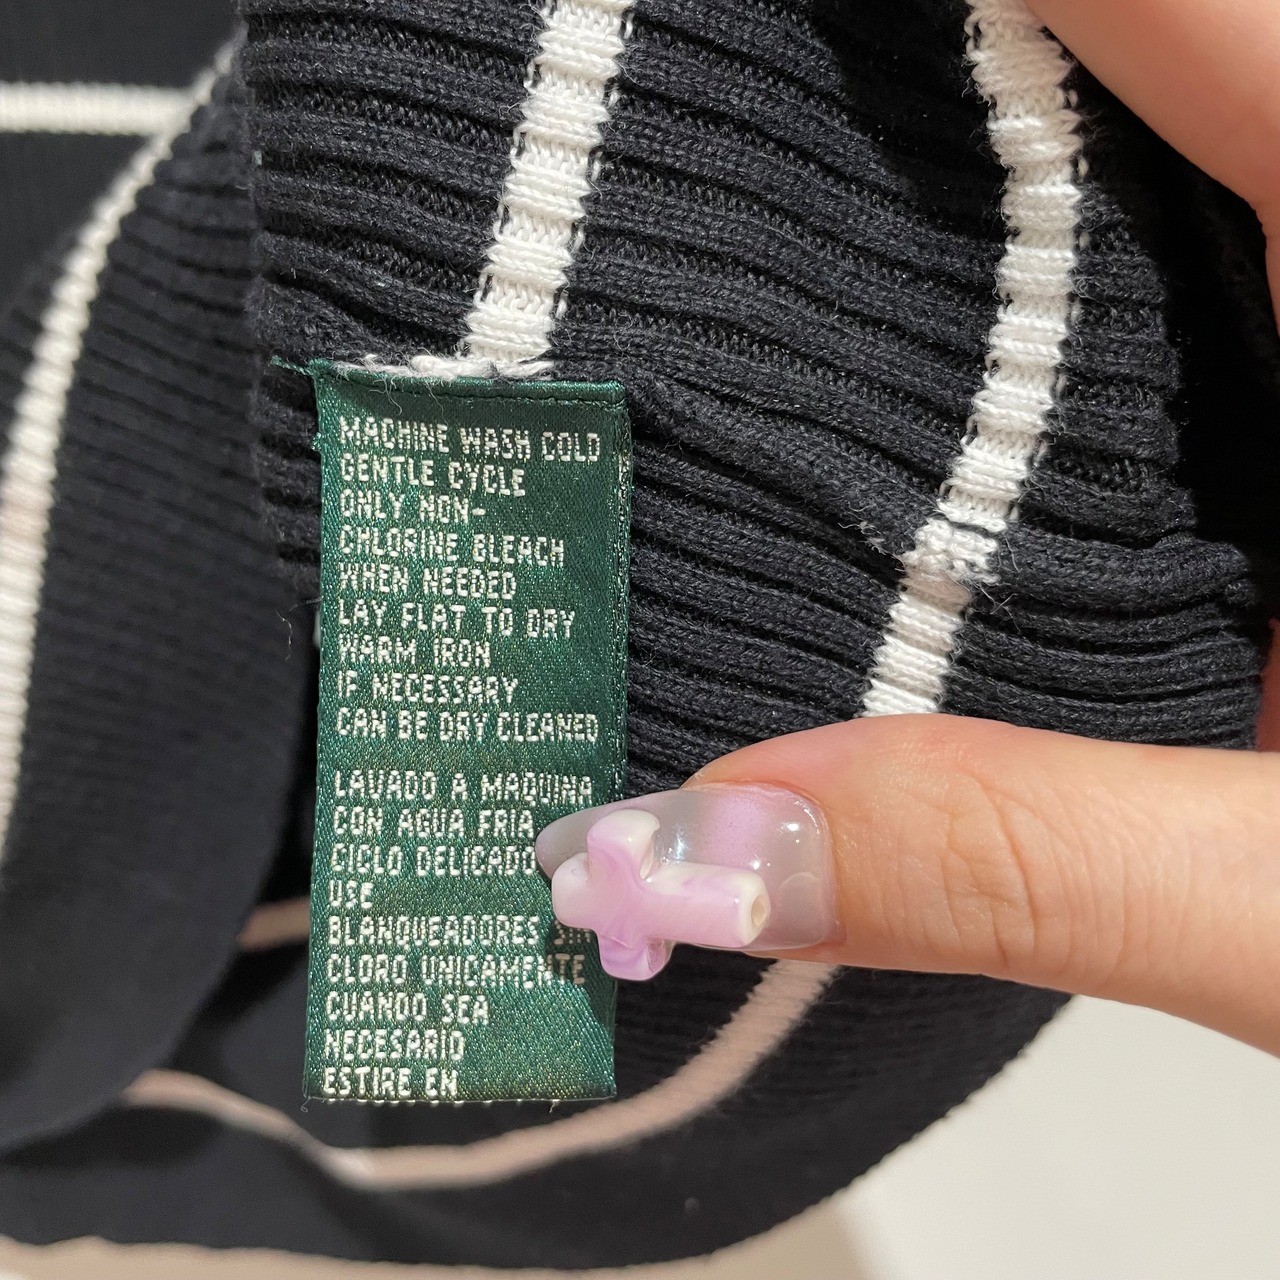 MACHINE WASH COLD
GENTLE CYCLE
ONLY NON-
CHLORINE BLEACH
WHEN NEEDED
LAY FLAT TO DRY
WARM IRON
IF NECESSARY
CAN BE DRY CLEANED
LAVADO A MAQUINA
CON AGUA FRIA
CICLO DELICADO
USE
BLANQUEADORES SIN
CLORO UNICAMENTE
CUANDO SEA
NECESARIO
ESTIRE EN